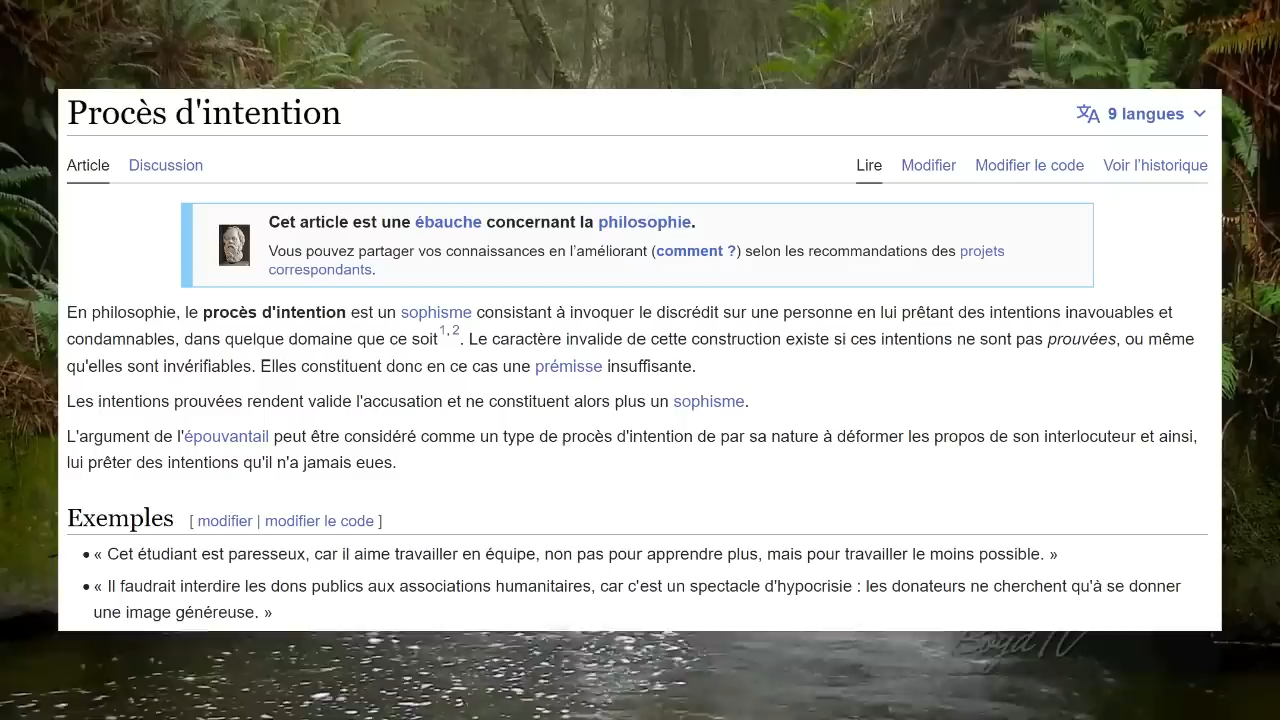 Procès d'intention
9 langues
Article Discussion Lire Modifier Modifier le code Voir l'historique
Cet article est une ébauche concernant la philosophie.
Vous pouvez partager vos connaissances en l'améliorant (comment ?) selon les recommandations des projets
correspondants.
En philosophie, le procès d'intention est un sophisme consistant à invoquer le discrédit sur une personne en lui prêtant des intentions inavouables et
condamnables, dans quelque domaine que ce soit1, 2. Le caractère invalide de cette construction existe si ces intentions ne sont pas prouvées, ou même
qu'elles sont invérifiables. Elles constituent donc en ce cas une prémisse insuffisante.
Les intentions prouvées rendent valide l'accusation et ne constituent alors plus un sophisme.
L'argument de l'épouvantail peut être considéré comme un type de procès d'intention de par sa nature à déformer les propos de son interlocuteur et ainsi,
lui prêter des intentions qu'il n'a jamais eues.
Exemples [ modifier | modifier le code ]
• « Cet étudiant est paresseux, car il aime travailler en équipe, non pas pour apprendre plus, mais pour travailler le moins possible. »
• « Il faudrait interdire les dons publics aux associations humanitaires, car c'est un spectacle d'hypocrisie : les donateurs ne cherchent qu'à se donner
une image généreuse. »
BoydTV